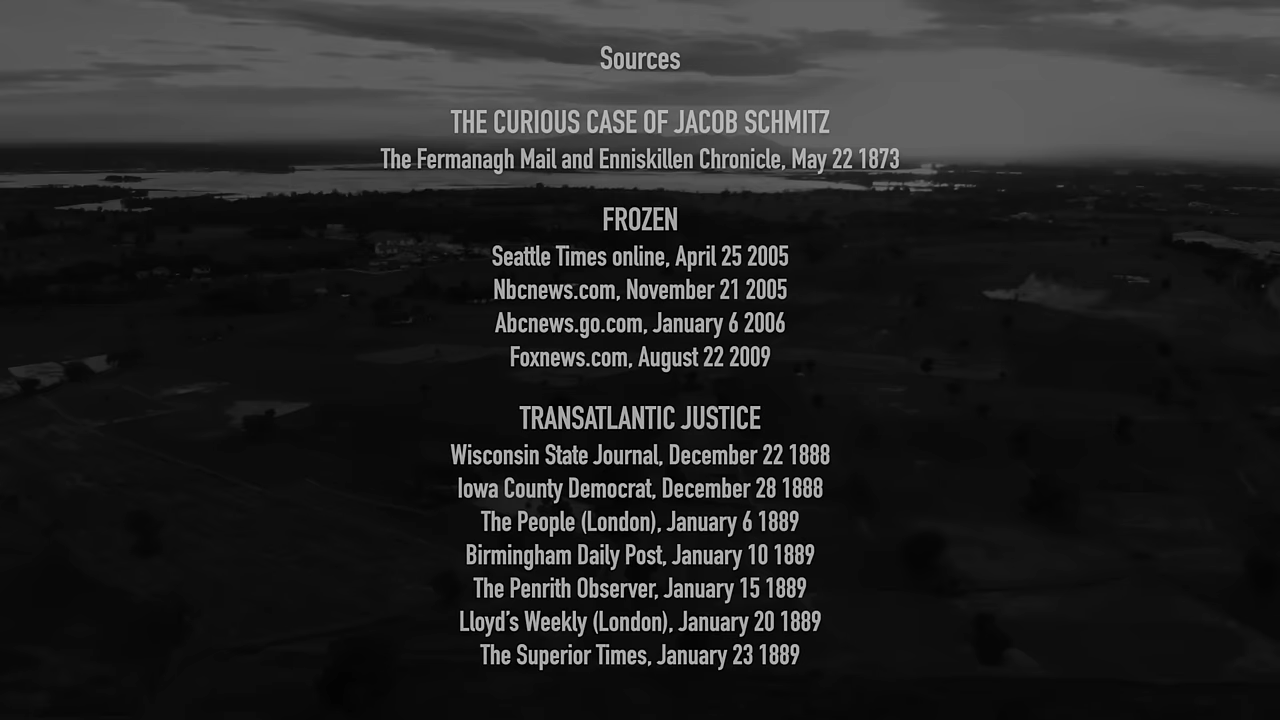 Sources
THE CURIOUS CASE OF JACOB SCHMITZ
The Fermanagh Mail and Enniskillen Chronicle, May 22 1873
FROZEN
Seattle Times online, April 25 2005
Nbcnews.com, November 21 2005
Abcnews.go.com, January 6 2006
Foxnews.com, August 22 2009
TRANSATLANTIC JUSTICE
Wisconsin State Journal, December 22 1888
Iowa County Democrat, December 28 1888
The People (London), January 6 1889
Birmingham Daily Post, January 10 1889
The Penrith Observer, January 15 1889
Lloyd’s Weekly (London), January 20 1889
The Superior Times, January 23 1889